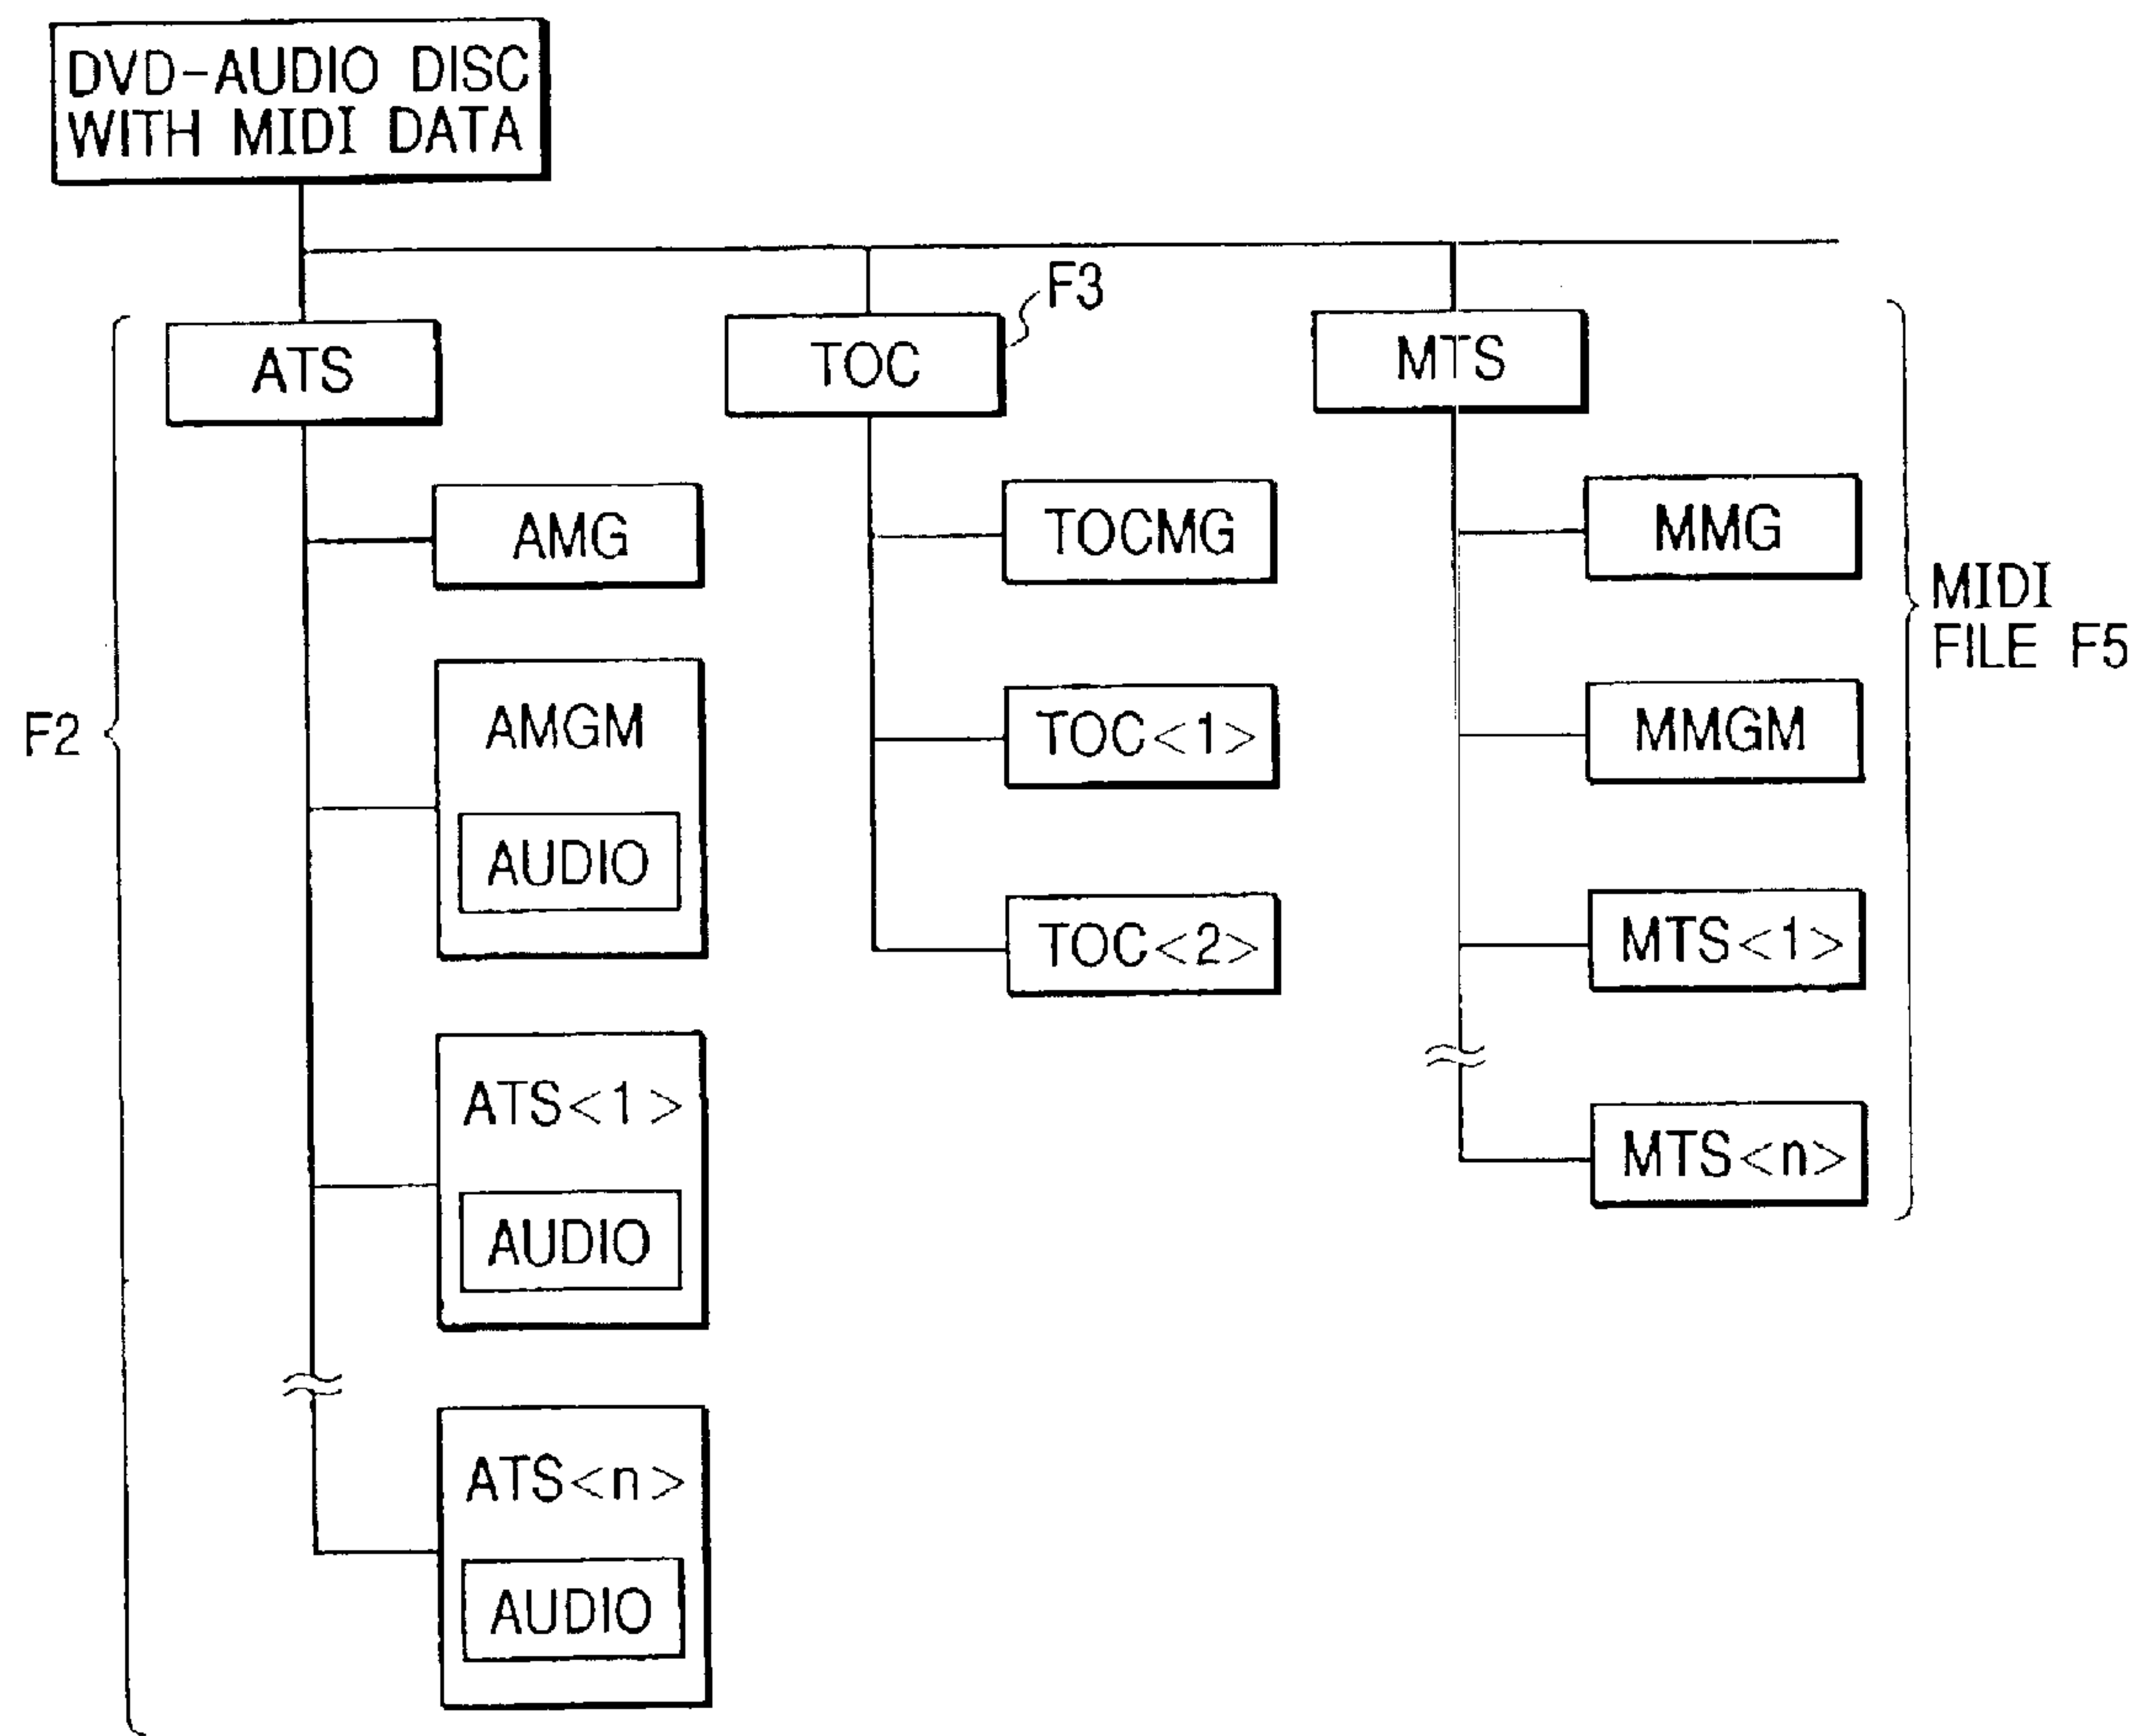 DVD-AUDIO DISC
WITH MIDI DATA
F3
ATS
TOC
MTS
AMG
TOCMG
MMG
MIDI
FILE F5
AMGM
TOC<1>
MMGM
F2
AUDIO
TOC<2>
MTS<1>
ATS<1>
MTS<n>
AUDIO
ATS<n>
AUDIO